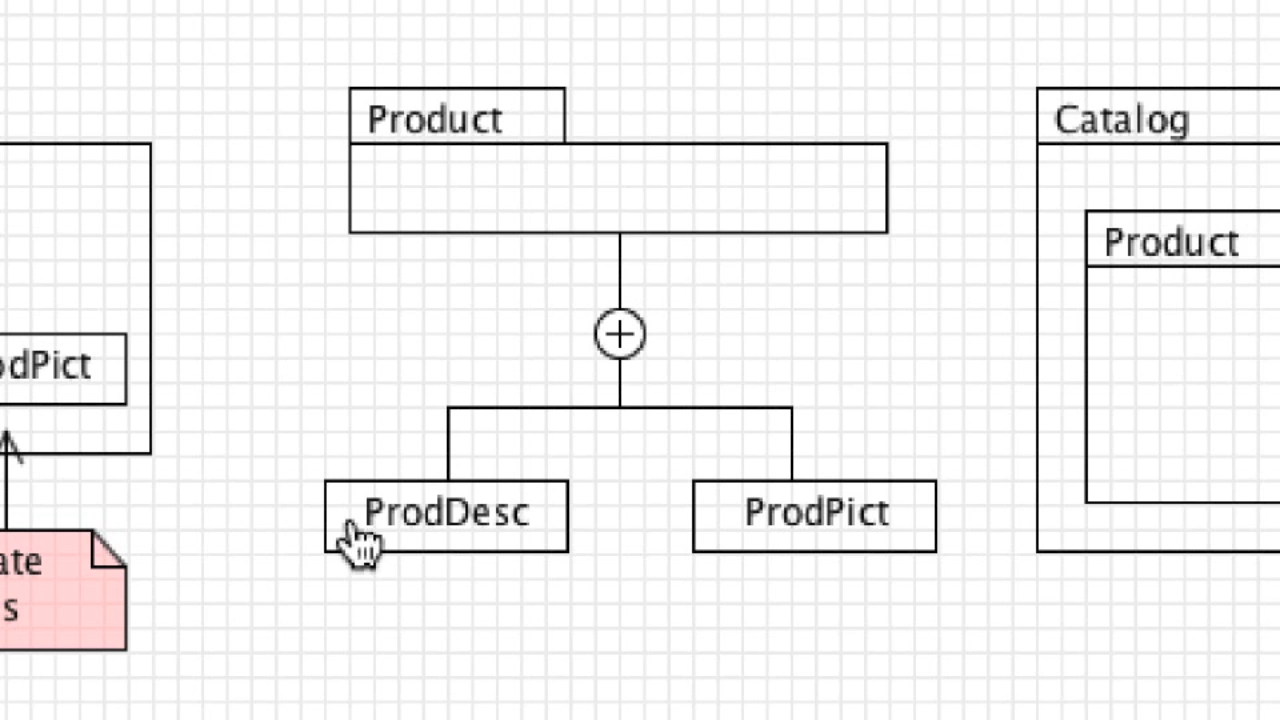 Product
Catalog
Product
odPict
ProdDesc
ProdPict
ate
s